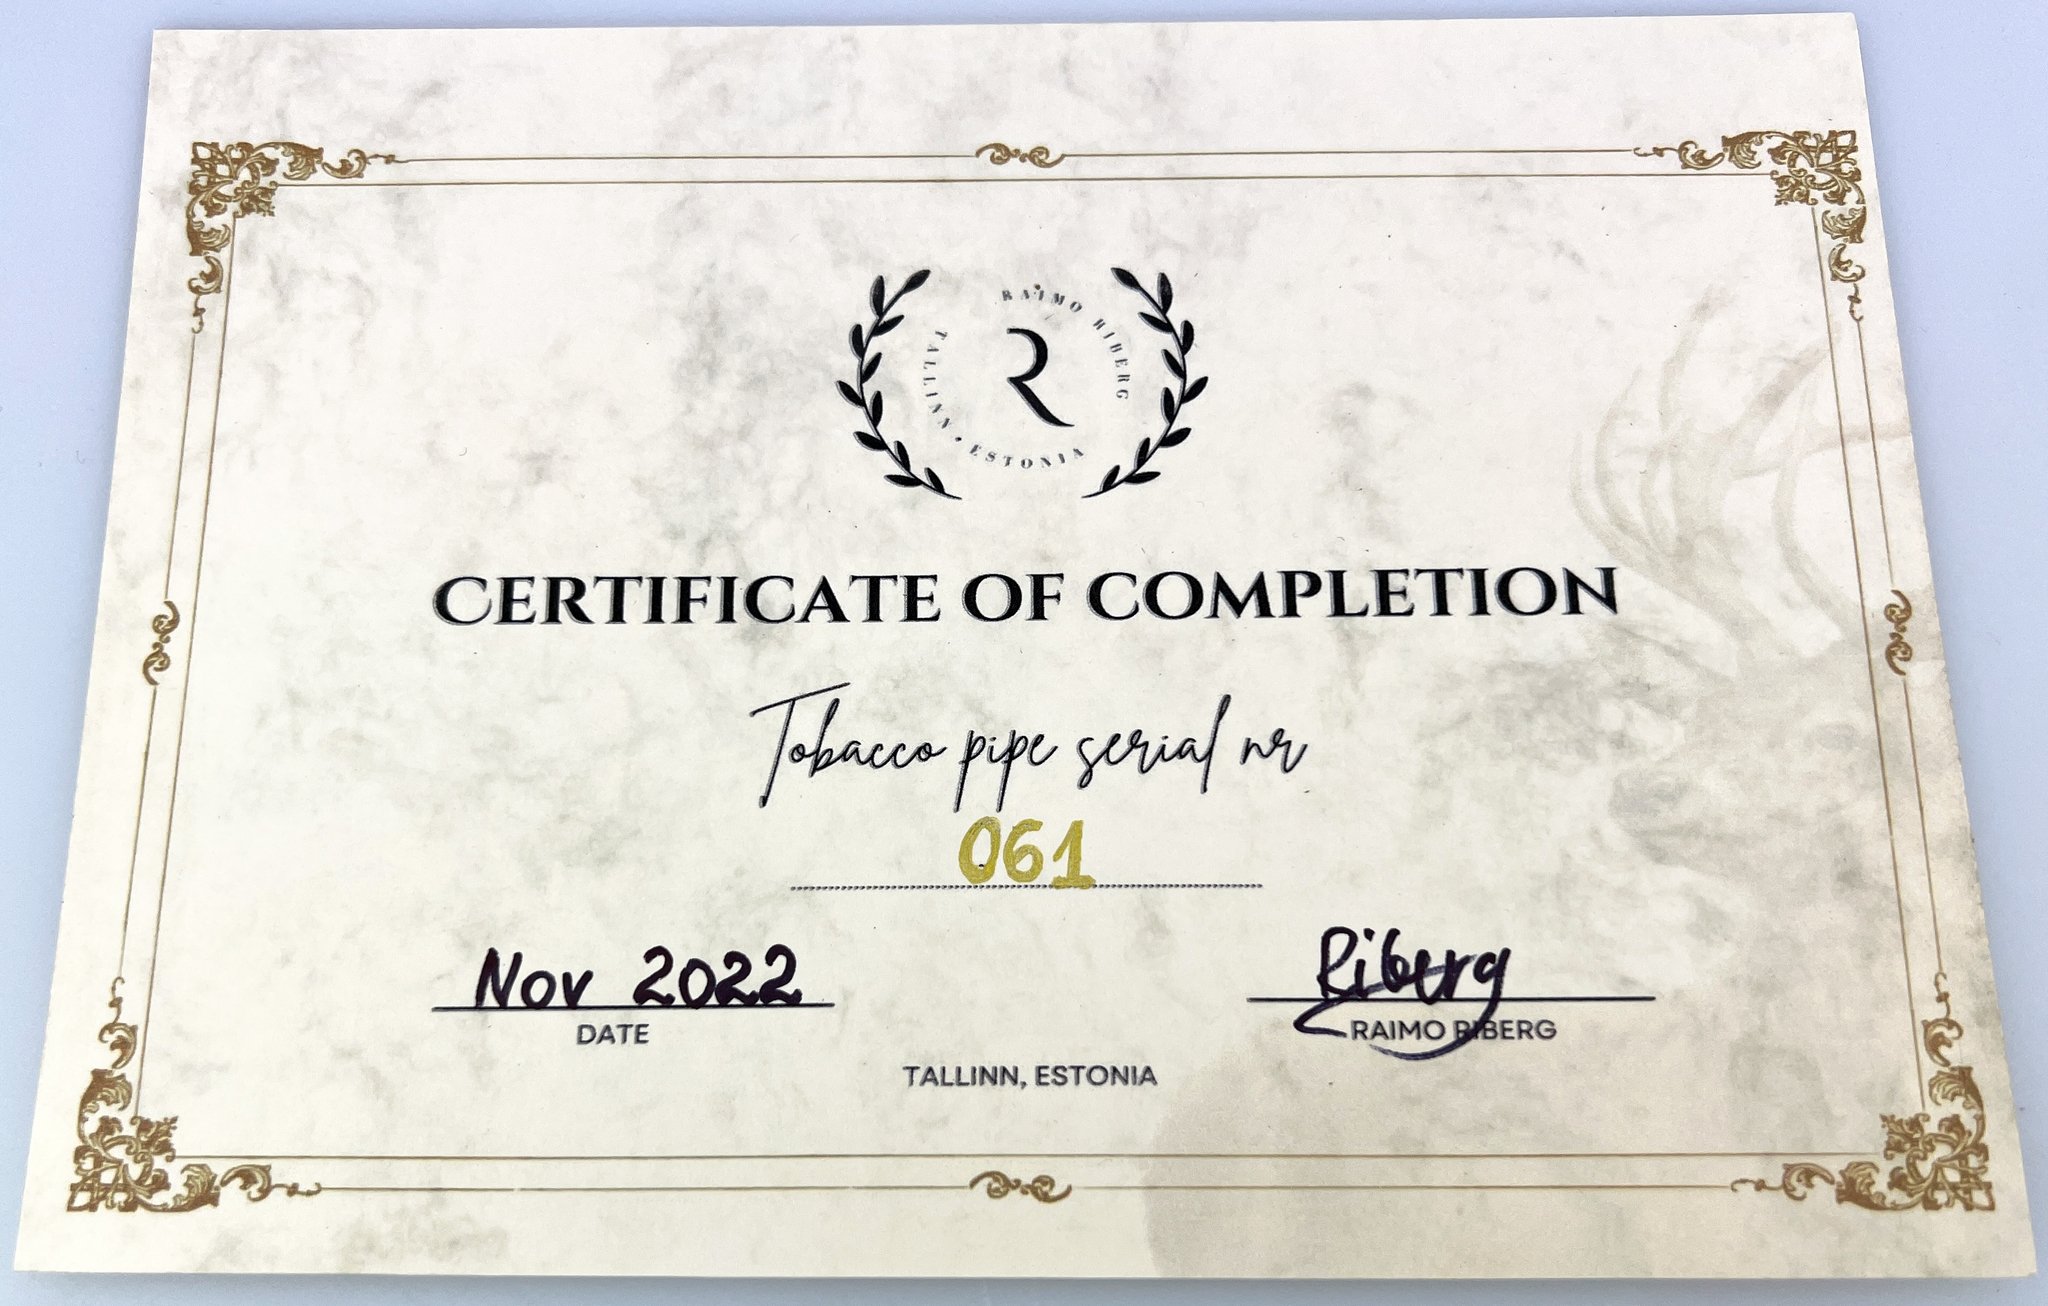 RAIMO RIBERG
R
TALLINN • ESTONIA
CERTIFICATE OF COMPLETION
Tobacco pipe serial nr
061
Nov 2022
Riberg
DATE
RAIMO RIBERG
TALLINN, ESTONIA